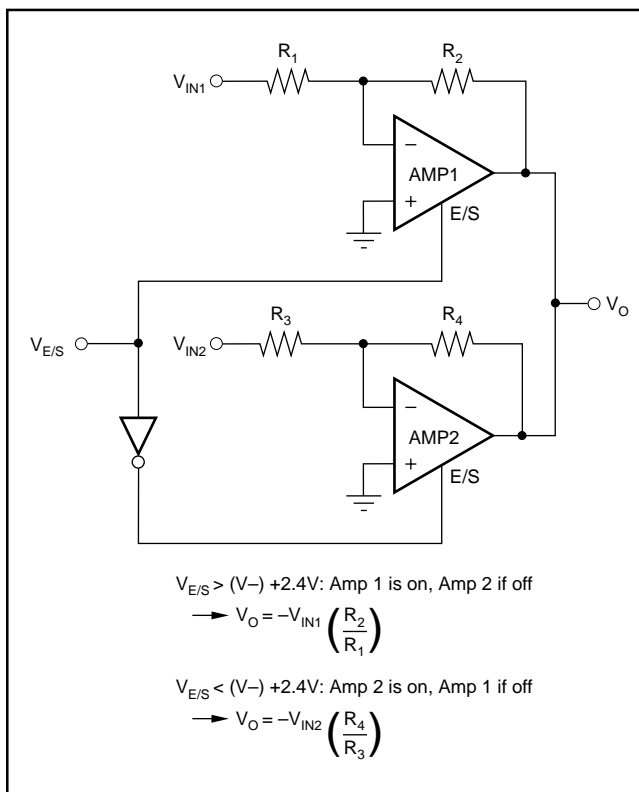 R1
R2
VIN1
−
AMP1
+
E/S
VO
R3
R4
VE/S
VIN2
−
AMP2
+
E/S
VE/S > (V–) +2.4V: Amp 1 is on, Amp 2 if off
→ VO = –VIN1 (R2/R1)
VE/S < (V–) +2.4V: Amp 2 is on, Amp 1 if off
→ VO = –VIN2 (R4/R3)